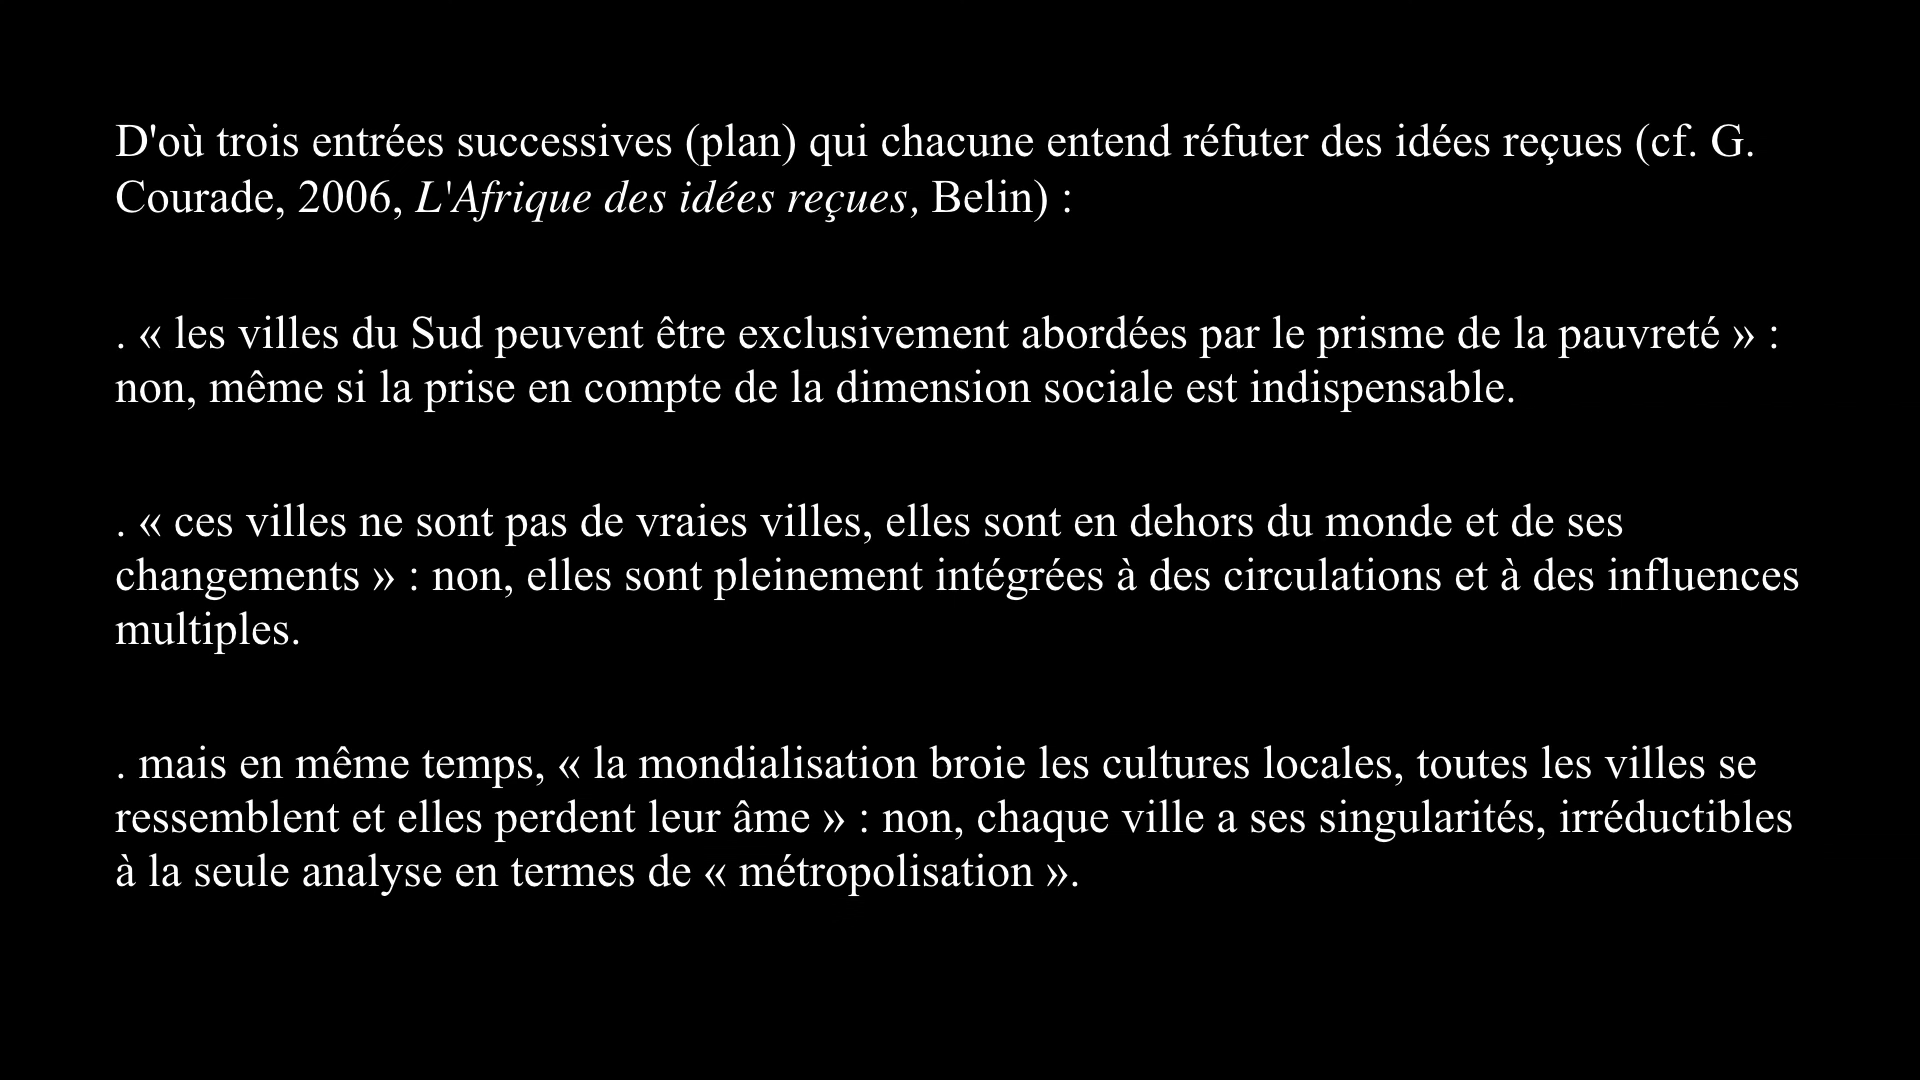 D'où trois entrées successives (plan) qui chacune entend réfuter des idées reçues (cf. G.
Courade, 2006, L'Afrique des idées reçues, Belin) :
. « les villes du Sud peuvent être exclusivement abordées par le prisme de la pauvreté » :
non, même si la prise en compte de la dimension sociale est indispensable.
. « ces villes ne sont pas de vraies villes, elles sont en dehors du monde et de ses
changements » : non, elles sont pleinement intégrées à des circulations et à des influences
multiples.
. mais en même temps, « la mondialisation broie les cultures locales, toutes les villes se
ressemblent et elles perdent leur âme » : non, chaque ville a ses singularités, irréductibles
à la seule analyse en termes de « métropolisation ».